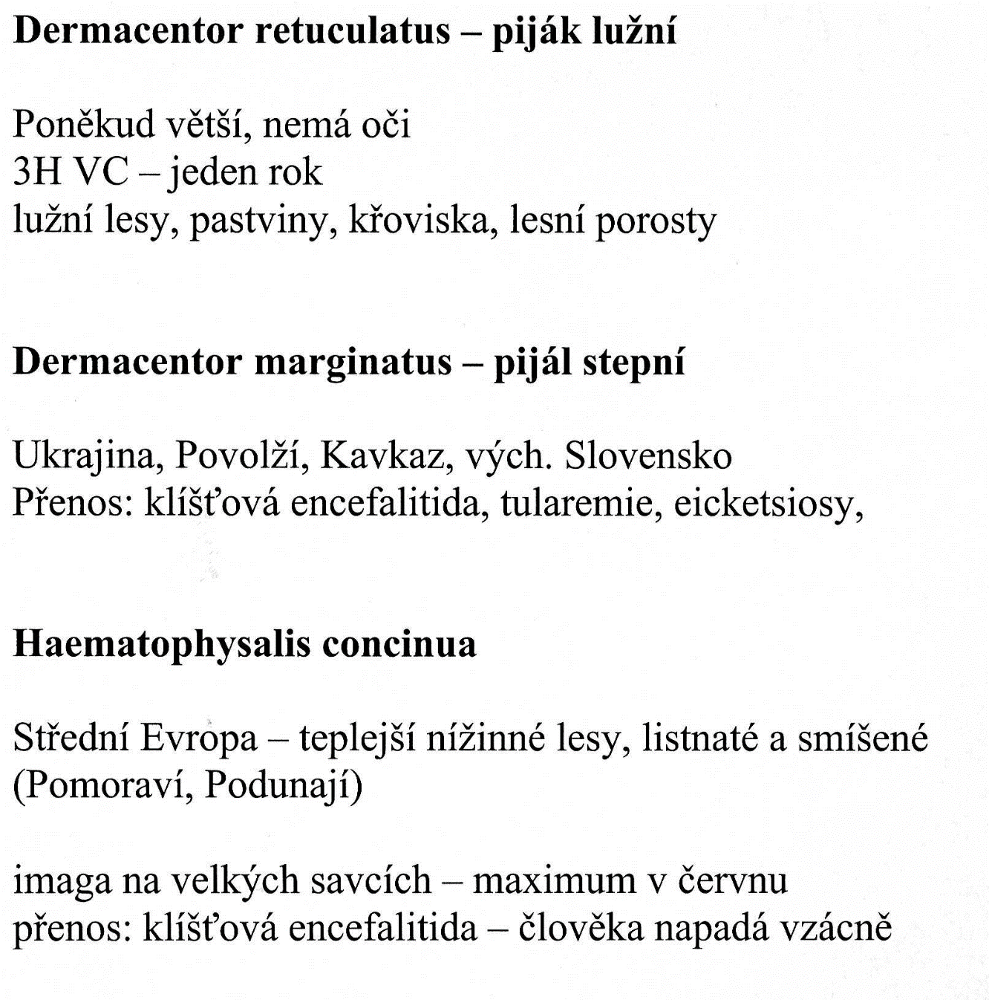 Dermacentor retuculatus – piják lužní
Poněkud větší, nemá oči
3H VC – jeden rok
lužní lesy, pastviny, křoviska, lesní porosty
Dermacentor marginatus – pijál stepní
Ukrajina, Povolží, Kavkaz, vých. Slovensko
Přenos: klíšťová encefalitida, tularemie, eicketsiosy,
Haematophysalis concinua
Střední Evropa – teplejší nížinné lesy, listnaté a smíšené
(Pomoraví, Podunají)
imaga na velkých savcích – maximum v červnu
přenos: klíšťová encefalitida – člověka napadá vzácně